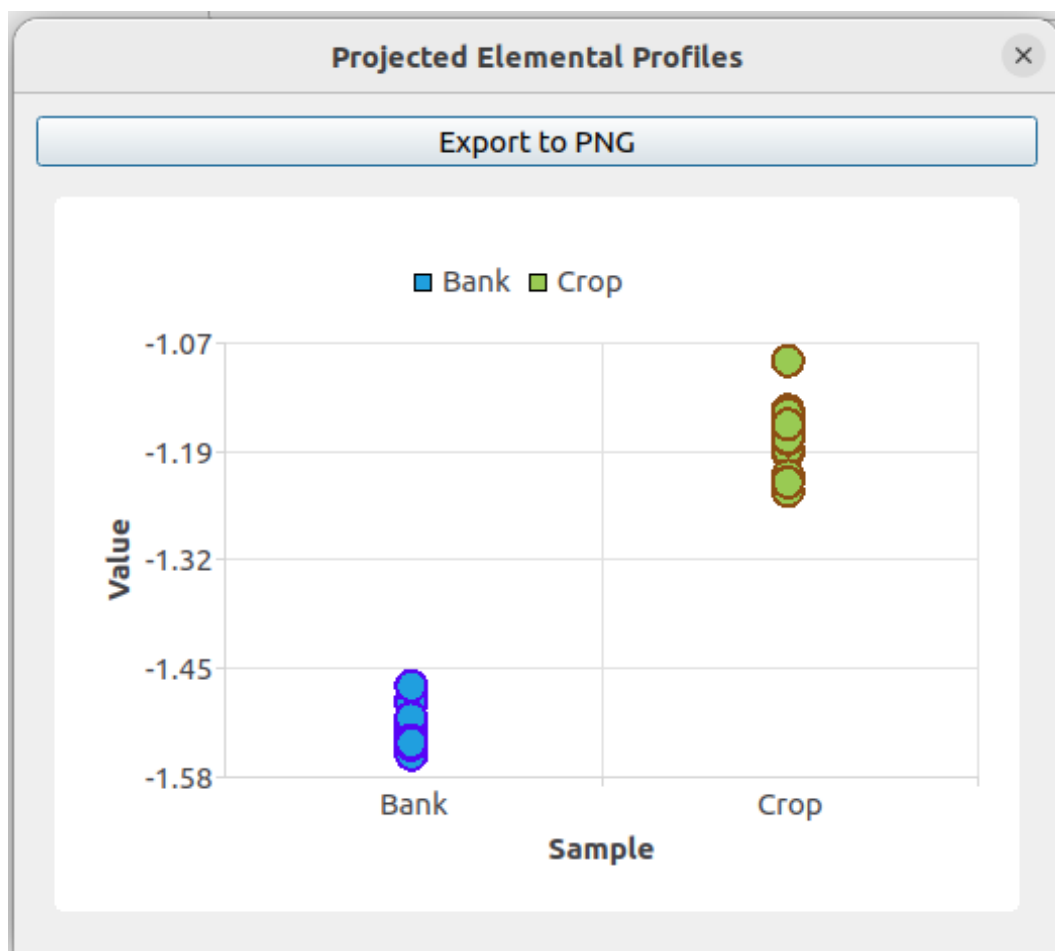 Projected Elemental Profiles
Export to PNG
Bank Crop
-1.07
-1.19
-1.32
-1.45
-1.58
Value
Bank Crop
Sample